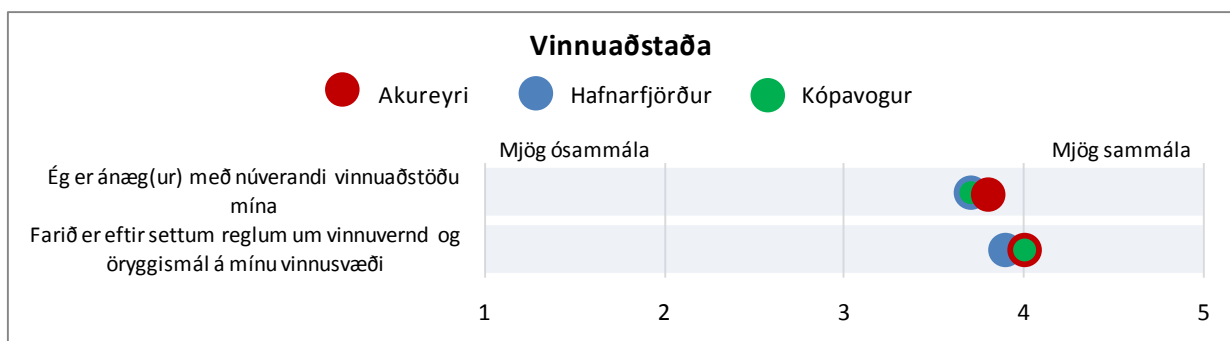 Vinnuaðstaða
Akureyri
Hafnarfjörður
Kópavogur
Mjög ósammála
Mjög sammála
Ég er ánæg(ur) með núverandi vinnuaðstöðu
mína
Farið er eftir settum reglum um vinnuvernd og
öryggismál á mínu vinnusvæði
1 2 3 4 5